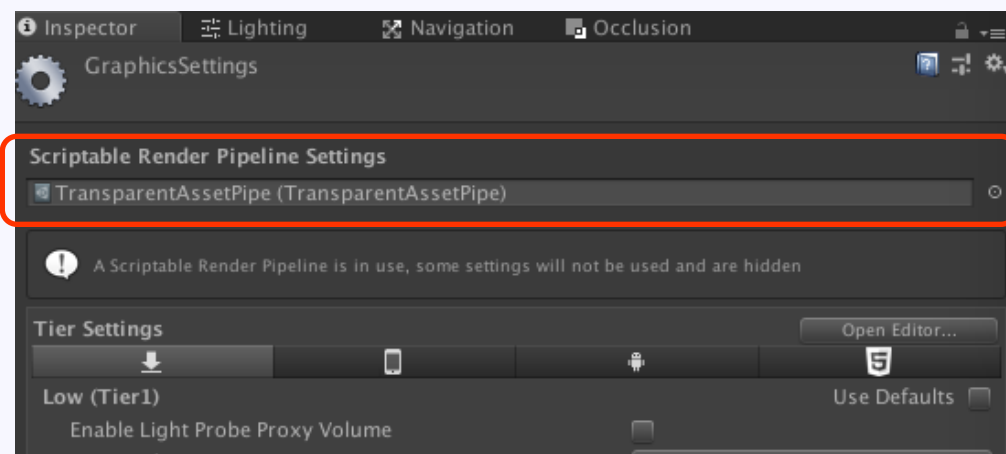 Inspector Lighting Navigation Occlusion
GraphicsSettings
Scriptable Render Pipeline Settings
TransparentAssetPipe (TransparentAssetPipe)
A Scriptable Render Pipeline is in use, some settings will not be used and are hidden
Tier Settings Open Editor...
Low (Tier1) Use Defaults
Enable Light Probe Proxy Volume